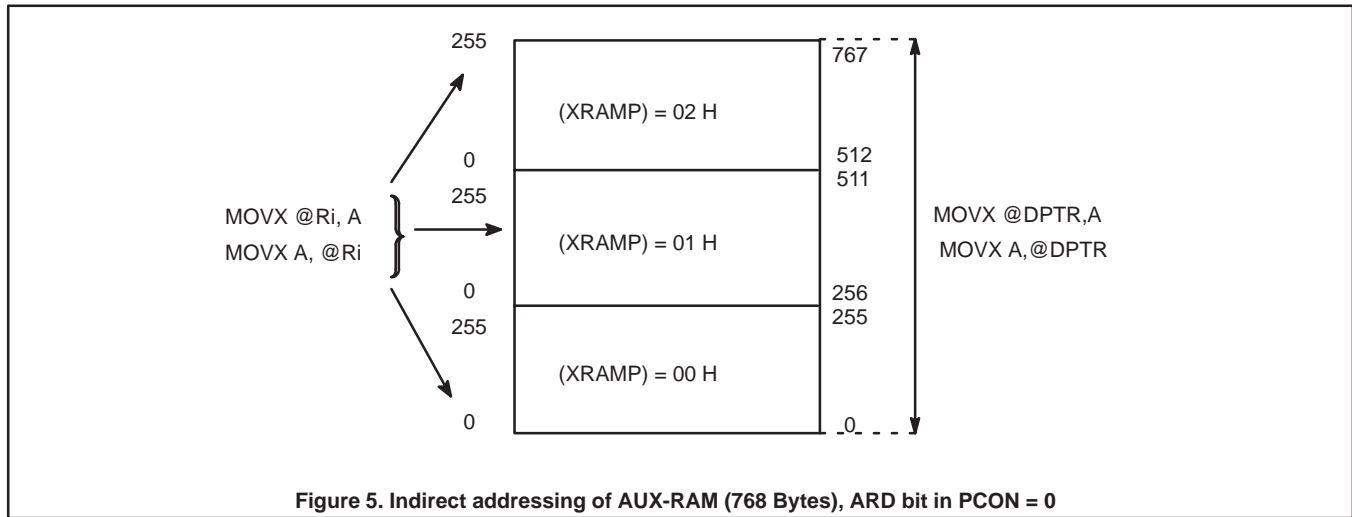 255
767
(XRAMP) = 02 H
0
512
511
255
MOVX @Ri, A
MOVX A, @Ri
}
(XRAMP) = 01 H
MOVX @DPTR,A
MOVX A,@DPTR
0
256
255
255
(XRAMP) = 00 H
0
0
Figure 5. Indirect addressing of AUX-RAM (768 Bytes), ARD bit in PCON = 0